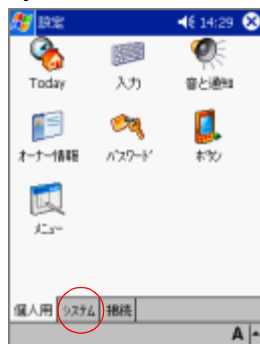 設定 14:29
Today 入力 音と通知
オーナー情報 パスワード ボタン
メニュー
個人用 システム 接続
A